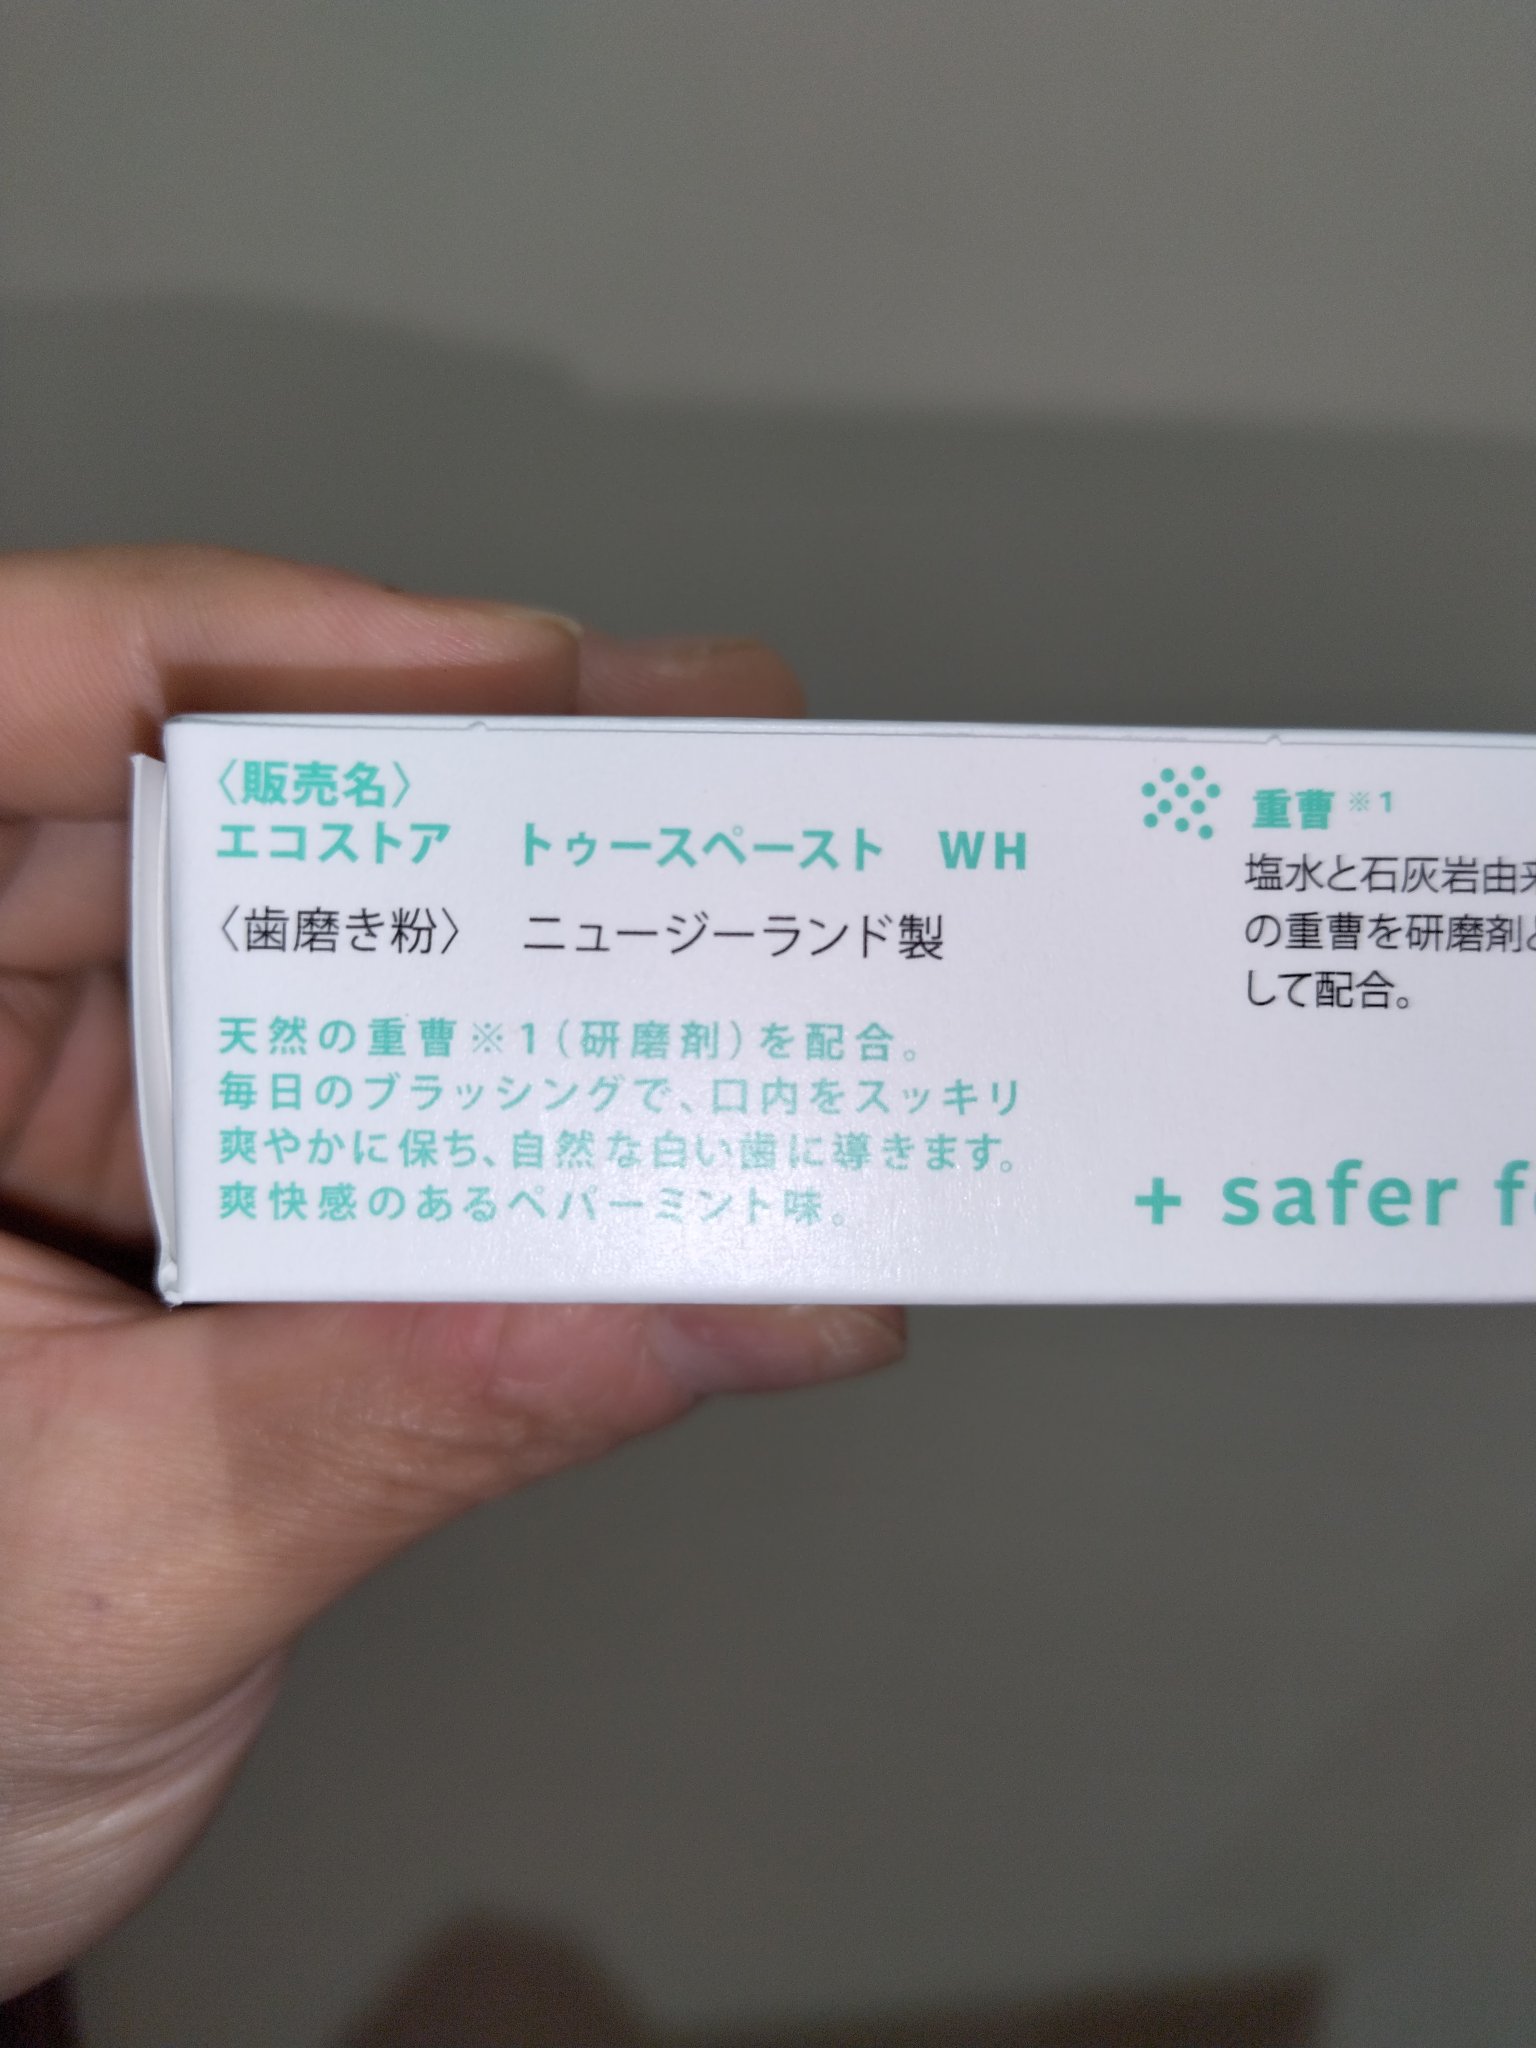 〈販売名〉
エコストア　トゥースペースト　WH
〈歯磨き粉〉　ニュージーランド製
天然の重曹※1（研磨剤）を配合。
毎日のブラッシングで、口内をスッキリ
爽やかに保ち、自然な白い歯に導きます。
爽快感のあるペパーミント味。
重曹※1
塩水と石灰岩由来
の重曹を研磨剤と
して配合。
+ safer